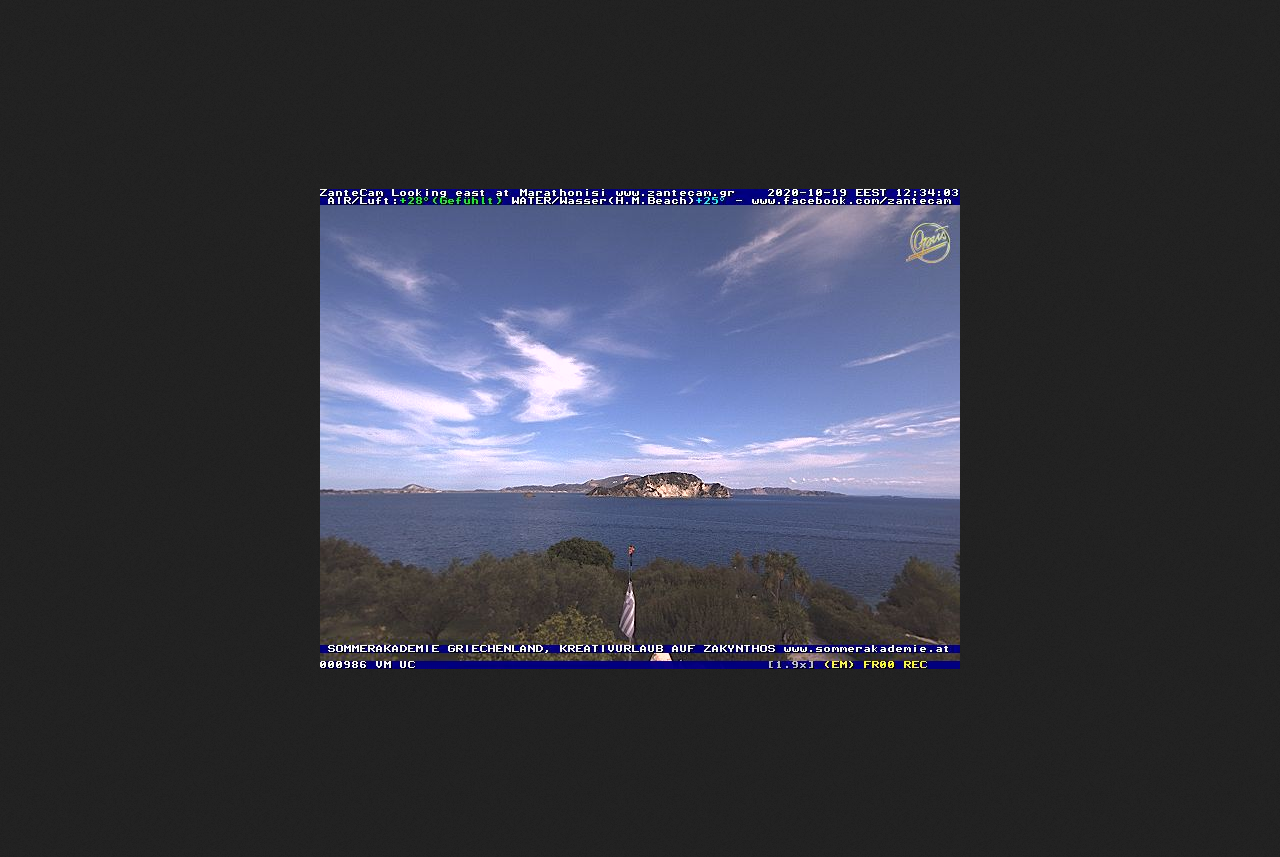 ZanteCam Looking east at Marathonisi www.zantecam.gr 2020-10-19 EEST 12:34:03
AIR/Luft:+28°(Gefühlt) WATER/Wasser(H.M.Beach)+25° - www.facebook.com/zantecam
Opus
SOMMERAKADEMIE GRIECHENLAND, KREATIVURLAUB AUF ZAKYNTHOS www.sommerakademie.at
000986 VM UC [1.9x] (EM) FR00 REC